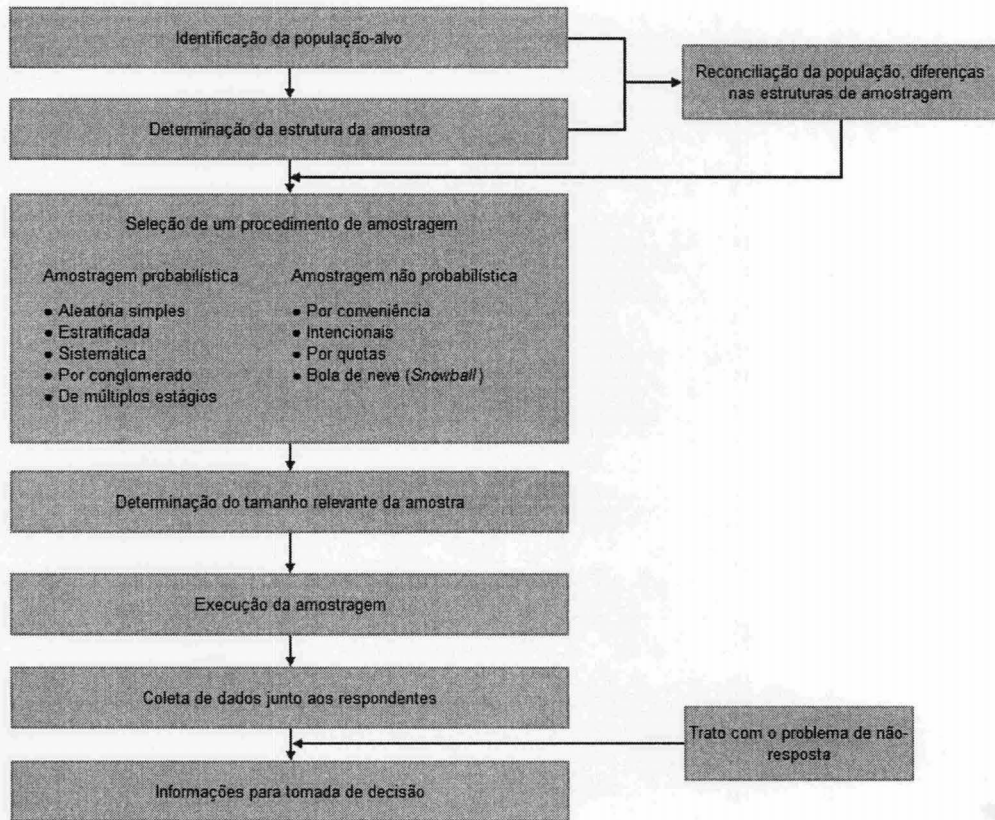 Identificação da população-alvo
Reconciliação da população, diferenças
nas estruturas de amostragem
Determinação da estrutura da amostra
Seleção de um procedimento de amostragem
Amostragem probabilística
• Aleatória simples
• Estratificada
• Sistemática
• Por conglomerado
• De múltiplos estágios
Amostragem não probabilística
• Por conveniência
• Intencionais
• Por quotas
• Bola de neve (Snowball)
Determinação do tamanho relevante da amostra
Execução da amostragem
Coleta de dados junto aos respondentes
Trato com o problema de não-
resposta
Informações para tomada de decisão